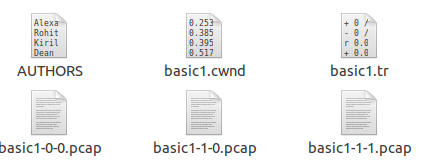 Alexa 0.253 + 0 /
Rohit 0.385 - 0 /
Kiril 0.395 r 0.0
Dean 0.517 + 0.0
AUTHORS basic1.cwnd basic1.tr
basic1-0-0.pcap basic1-1-0.pcap basic1-1-1.pcap